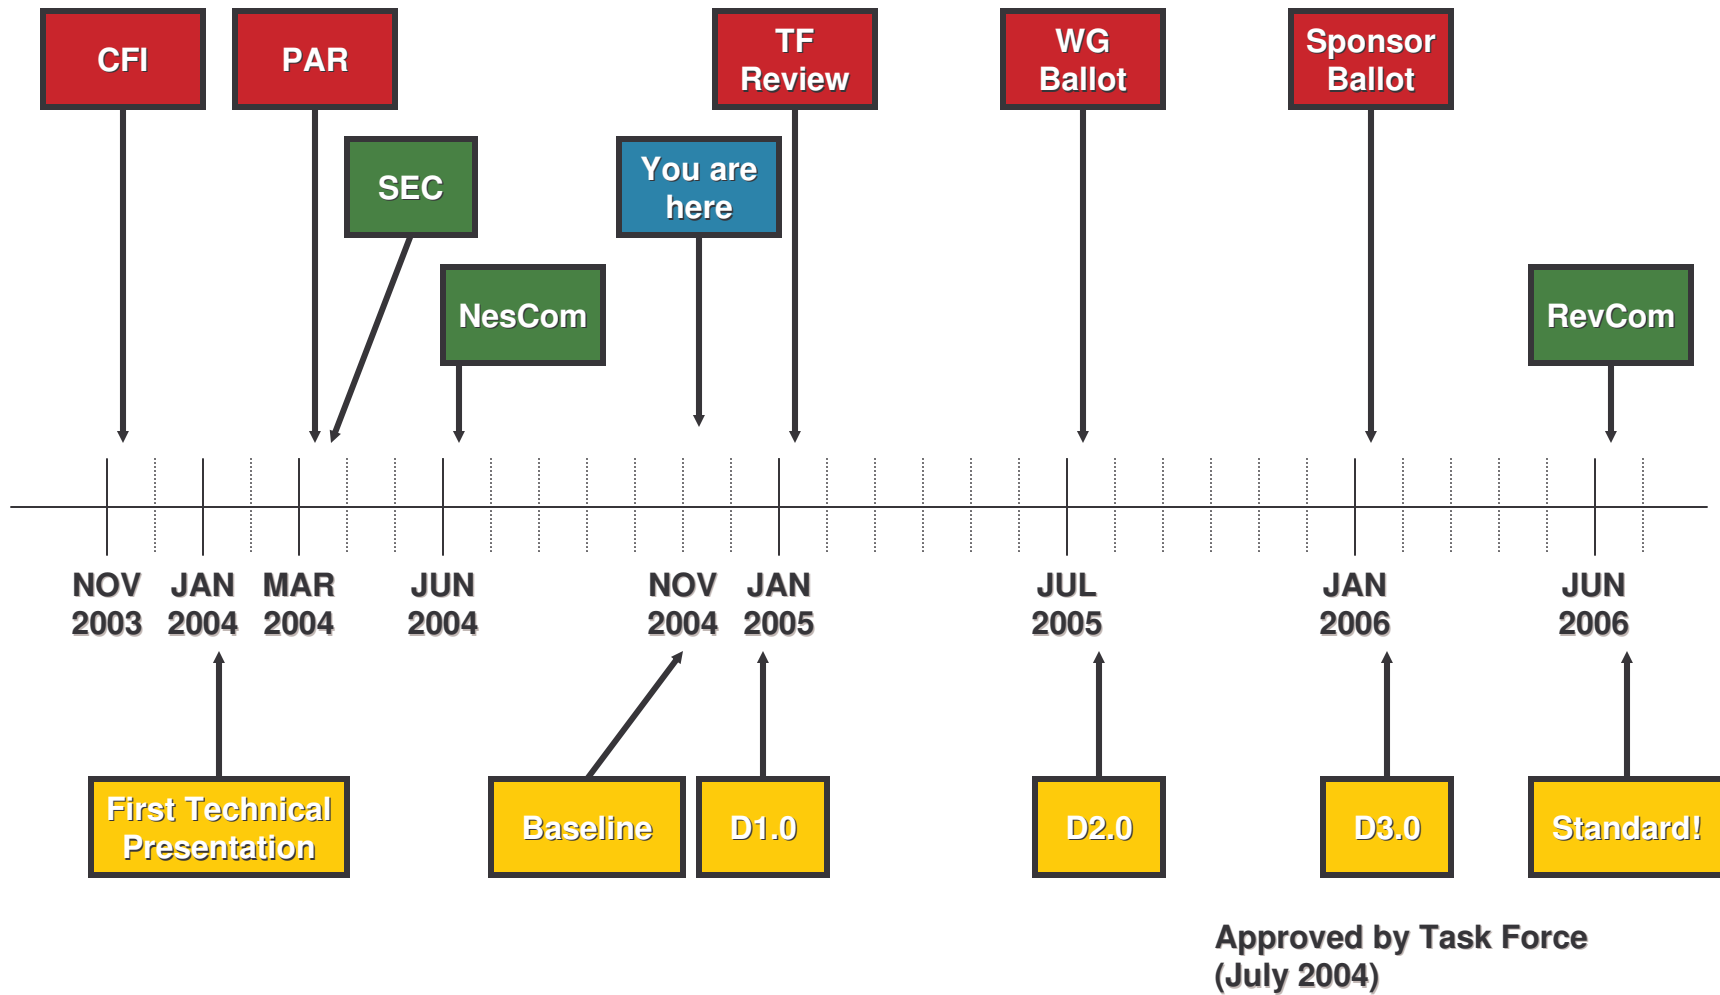 CFI
PAR
TF
Review
WG
Ballot
Sponsor
Ballot
SEC
You are
here
NesCom
RevCom
NOV
2003
JAN
2004
MAR
2004
JUN
2004
NOV
2004
JAN
2005
JUL
2005
JAN
2006
JUN
2006
First Technical
Presentation
Baseline
D1.0
D2.0
D3.0
Standard!
Approved by Task Force
(July 2004)